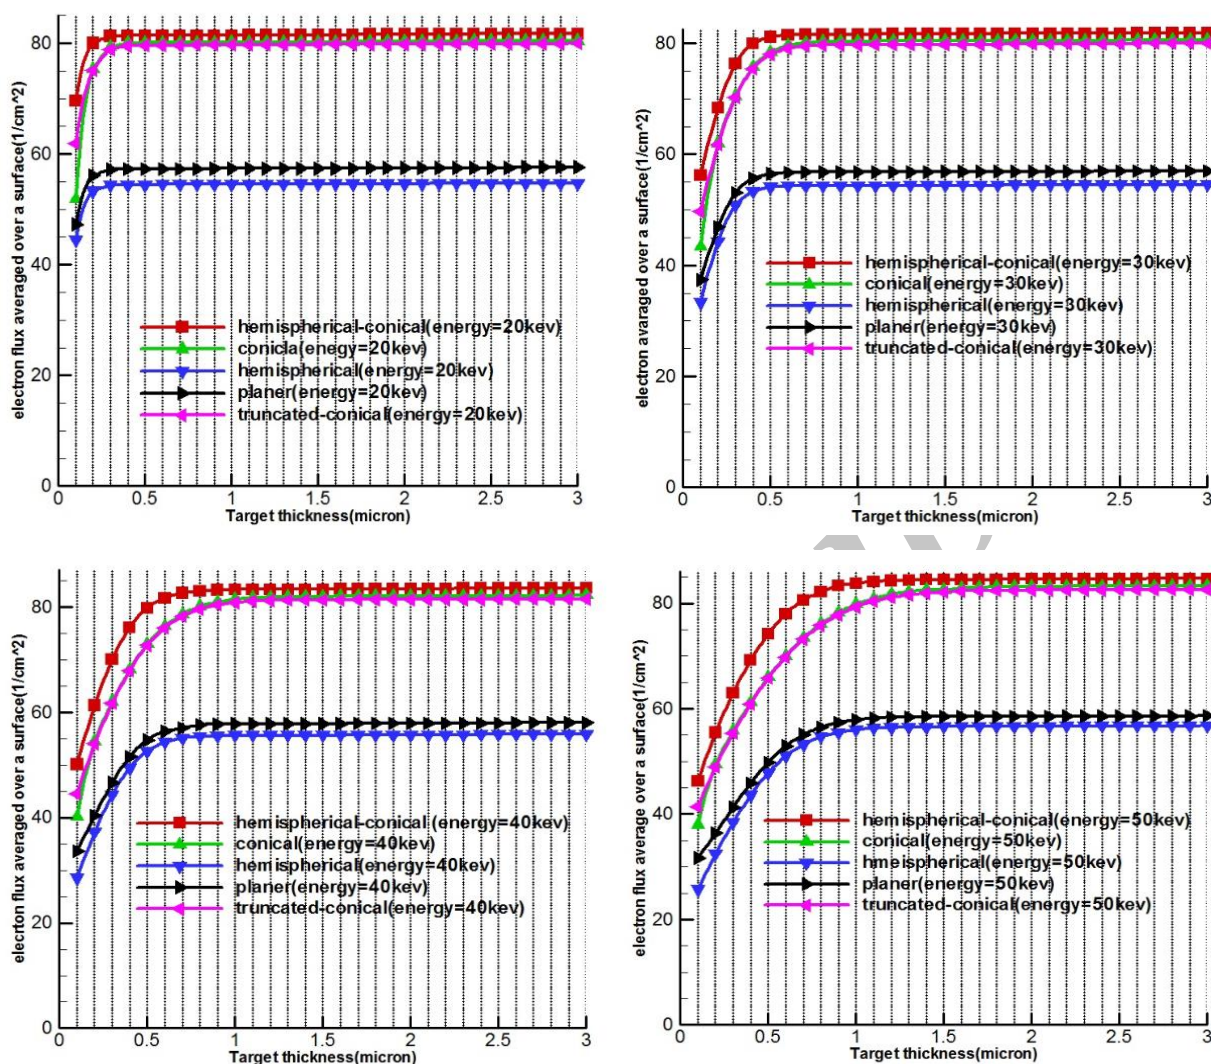 electron flux averaged over a surface(1/cm^2)
80
60
40
20
0
hemispherical-conical(energy=20kev)
conicla(enegy=20kev)
hemispherical(energy=20kev)
planer(energy=20kev)
truncated-conical(energy=20kev)
0
0.5
1
1.5
2
2.5
3
Target thickness(micron)
electron avaraged over a surface(1/cm^2)
80
60
40
20
0
hemispherical-conical(energy=30kev)
conical(energy=30kev)
hemispherical(energy=30kev)
planer(energy=30kev)
truncated-conical(energy=30kev)
0
0.5
1
1.5
2
2.5
3
Target thickness(micron)
electrion flux averaged over a surface(1/cm^2)
80
60
40
20
0
hemispherical-conical (energy=40kev)
conical(energy=40kev)
hemispherical(energy=40kev)
planer(energy=40kev)
truncated-conical(energy=40kev)
0.5
1
1.5
2
2.5
3
Target thickness(micron)
electron flux average over a surface(1/cm^2)
80
60
40
20
0
hemispherical-conical(energy=50kev)
conical(energy=50kev)
hmeispherical(energy=50kev)
planer(energy=50kev)
truncated-conical(energy=50kev)
0
0.5
1
1.5
2
2.5
3
Target thickness(micron)